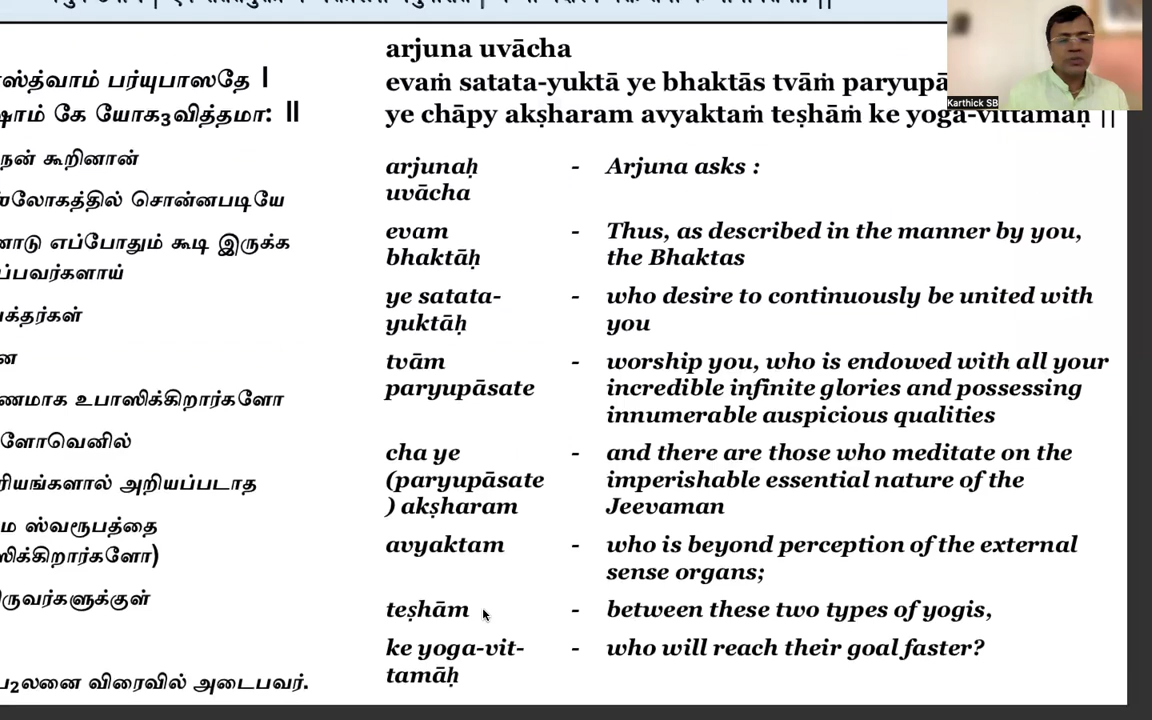 arjuna uvācha
ஸ்த்வாம் பர்யுபாஸதே |
evaṁ satata-yuktā ye bhaktās tvāṁ paryupā
ye chāpy akṣharam avyaktaṁ teṣhāṁ ke yoga-vittamāḥ ||
ஷாம் கே யோக₃வித்தமா: ||
Karthick SB
நன் கூறினான்
arjunaḥ - Arjuna asks :
uvācha
லோகத்தில் சொன்னபடியே
evam - Thus, as described in the manner by you,
bhaktāḥ the Bhaktas
னோடு எப்போதும் கூடி இருக்க
ப்பவர்களாய்
ye satata- - who desire to continuously be united with
yuktāḥ you
க்தர்கள்
ன
tvām - worship you, who is endowed with all your
paryupāsate incredible infinite glories and possessing
innumerable auspicious qualities
ணமாக உபாஸிக்கிறார்களோ
ளோவெனில்
cha ye - and there are those who meditate on the
(paryupāsate imperishable essential nature of the
) akṣharam Jeevaman
ரியங்களால் அறியப்படாத
ம ஸ்வரூபத்தை
ஸிக்கிறார்களோ)
avyaktam - who is beyond perception of the external
sense organs;
ருவர்களுக்குள்
teṣhām - between these two types of yogis,
ke yoga-vit- - who will reach their goal faster?
tamāḥ
ப₂லனை விரைவில் அடைபவர்.